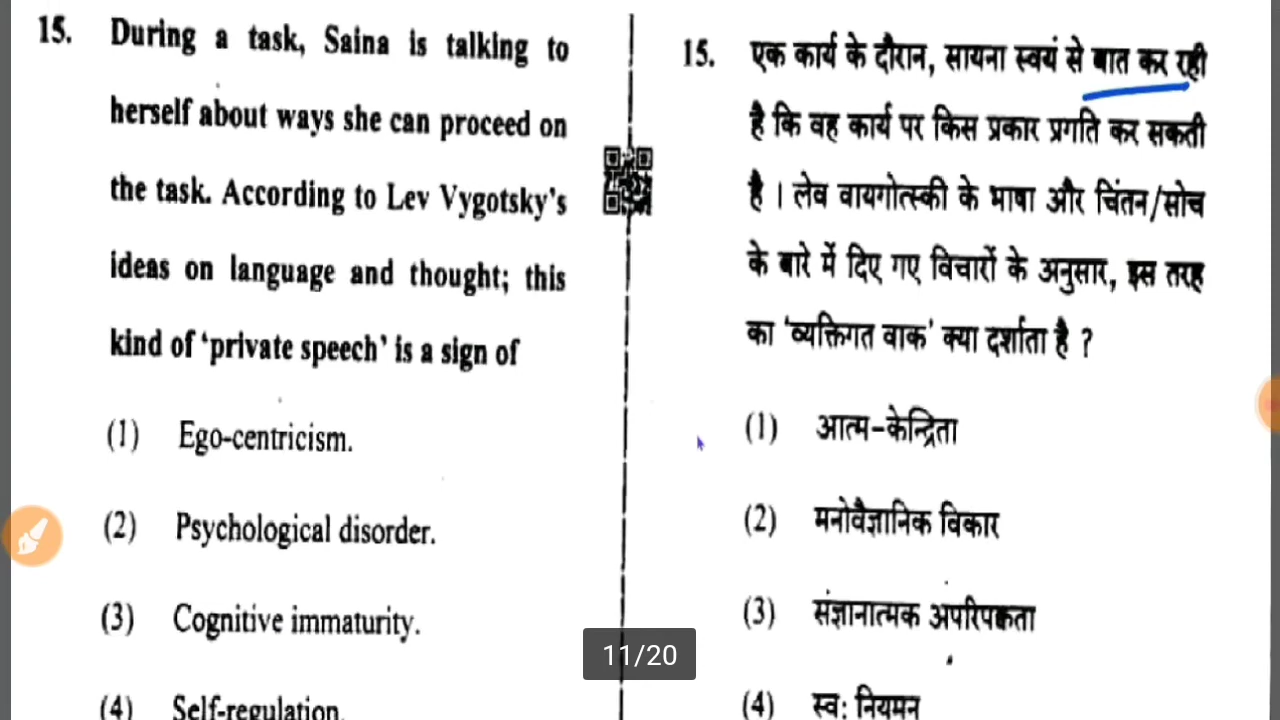 15. During a task, Saina is talking to
herself about ways she can proceed on
the task. According to Lev Vygotsky's
ideas on language and thought; this
kind of 'private speech' is a sign of
(1) Ego-centricism.
(2) Psychological disorder.
(3) Cognitive immaturity.
(4) Self-regulation.
15. एक कार्य के दौरान, सायना स्वयं से बात कर रही
है कि वह कार्य पर किस प्रकार प्रगति कर सकती
है । लेव वायगोत्स्की के भाषा और चिंतन/सोच
के बारे में दिए गए विचारों के अनुसार, इस तरह
का 'व्यक्तिगत वाक' क्या दर्शाता है ?
(1) आत्म-केन्द्रिता
(2) मनोवैज्ञानिक विकार
(3) संज्ञानात्मक अपरिपक्वता
(4) स्व: नियमन
11/20